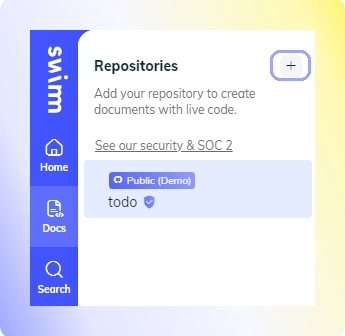 swimm
Repositories
+
Add your repository to create
documents with live code.
See our security & SOC 2
Public (Demo)
todo
Home
Docs
Search